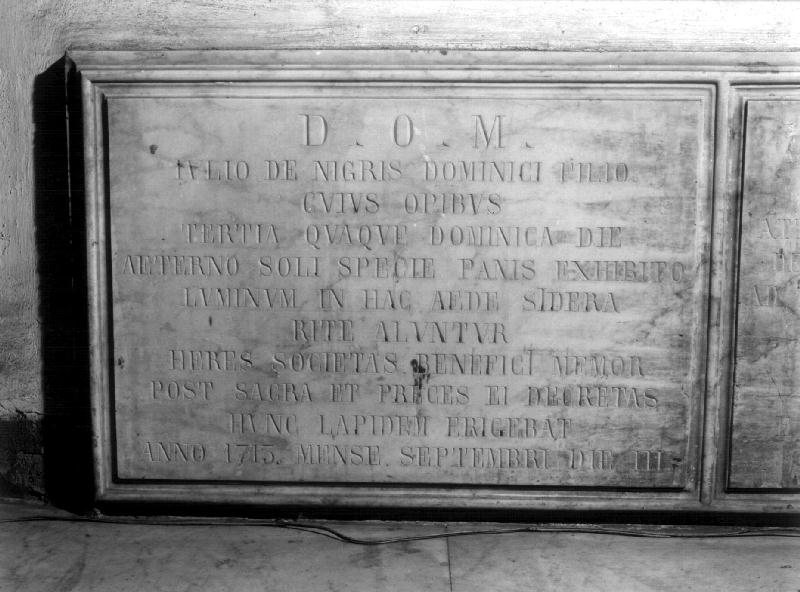 D . O . M .
IVLIO DE NIGRIS DOMINICI FILIO
CVIVS OPIBVS
TERTIA QVAQVE DOMINICA DIE
AETERNO SOLI SPECIE PANIS EXHIBITO
LVMINVM IN HAC AEDE SIDERA
RITE ALVNTVR
HERES SOCIETAS BENEFICI MEMOR
POST SACRA ET PRECES EI DECRETAS
HVNC LAPIDEM ERIGEBAT
ANNO 1715. MENSE SEPTEMBRI DIE III